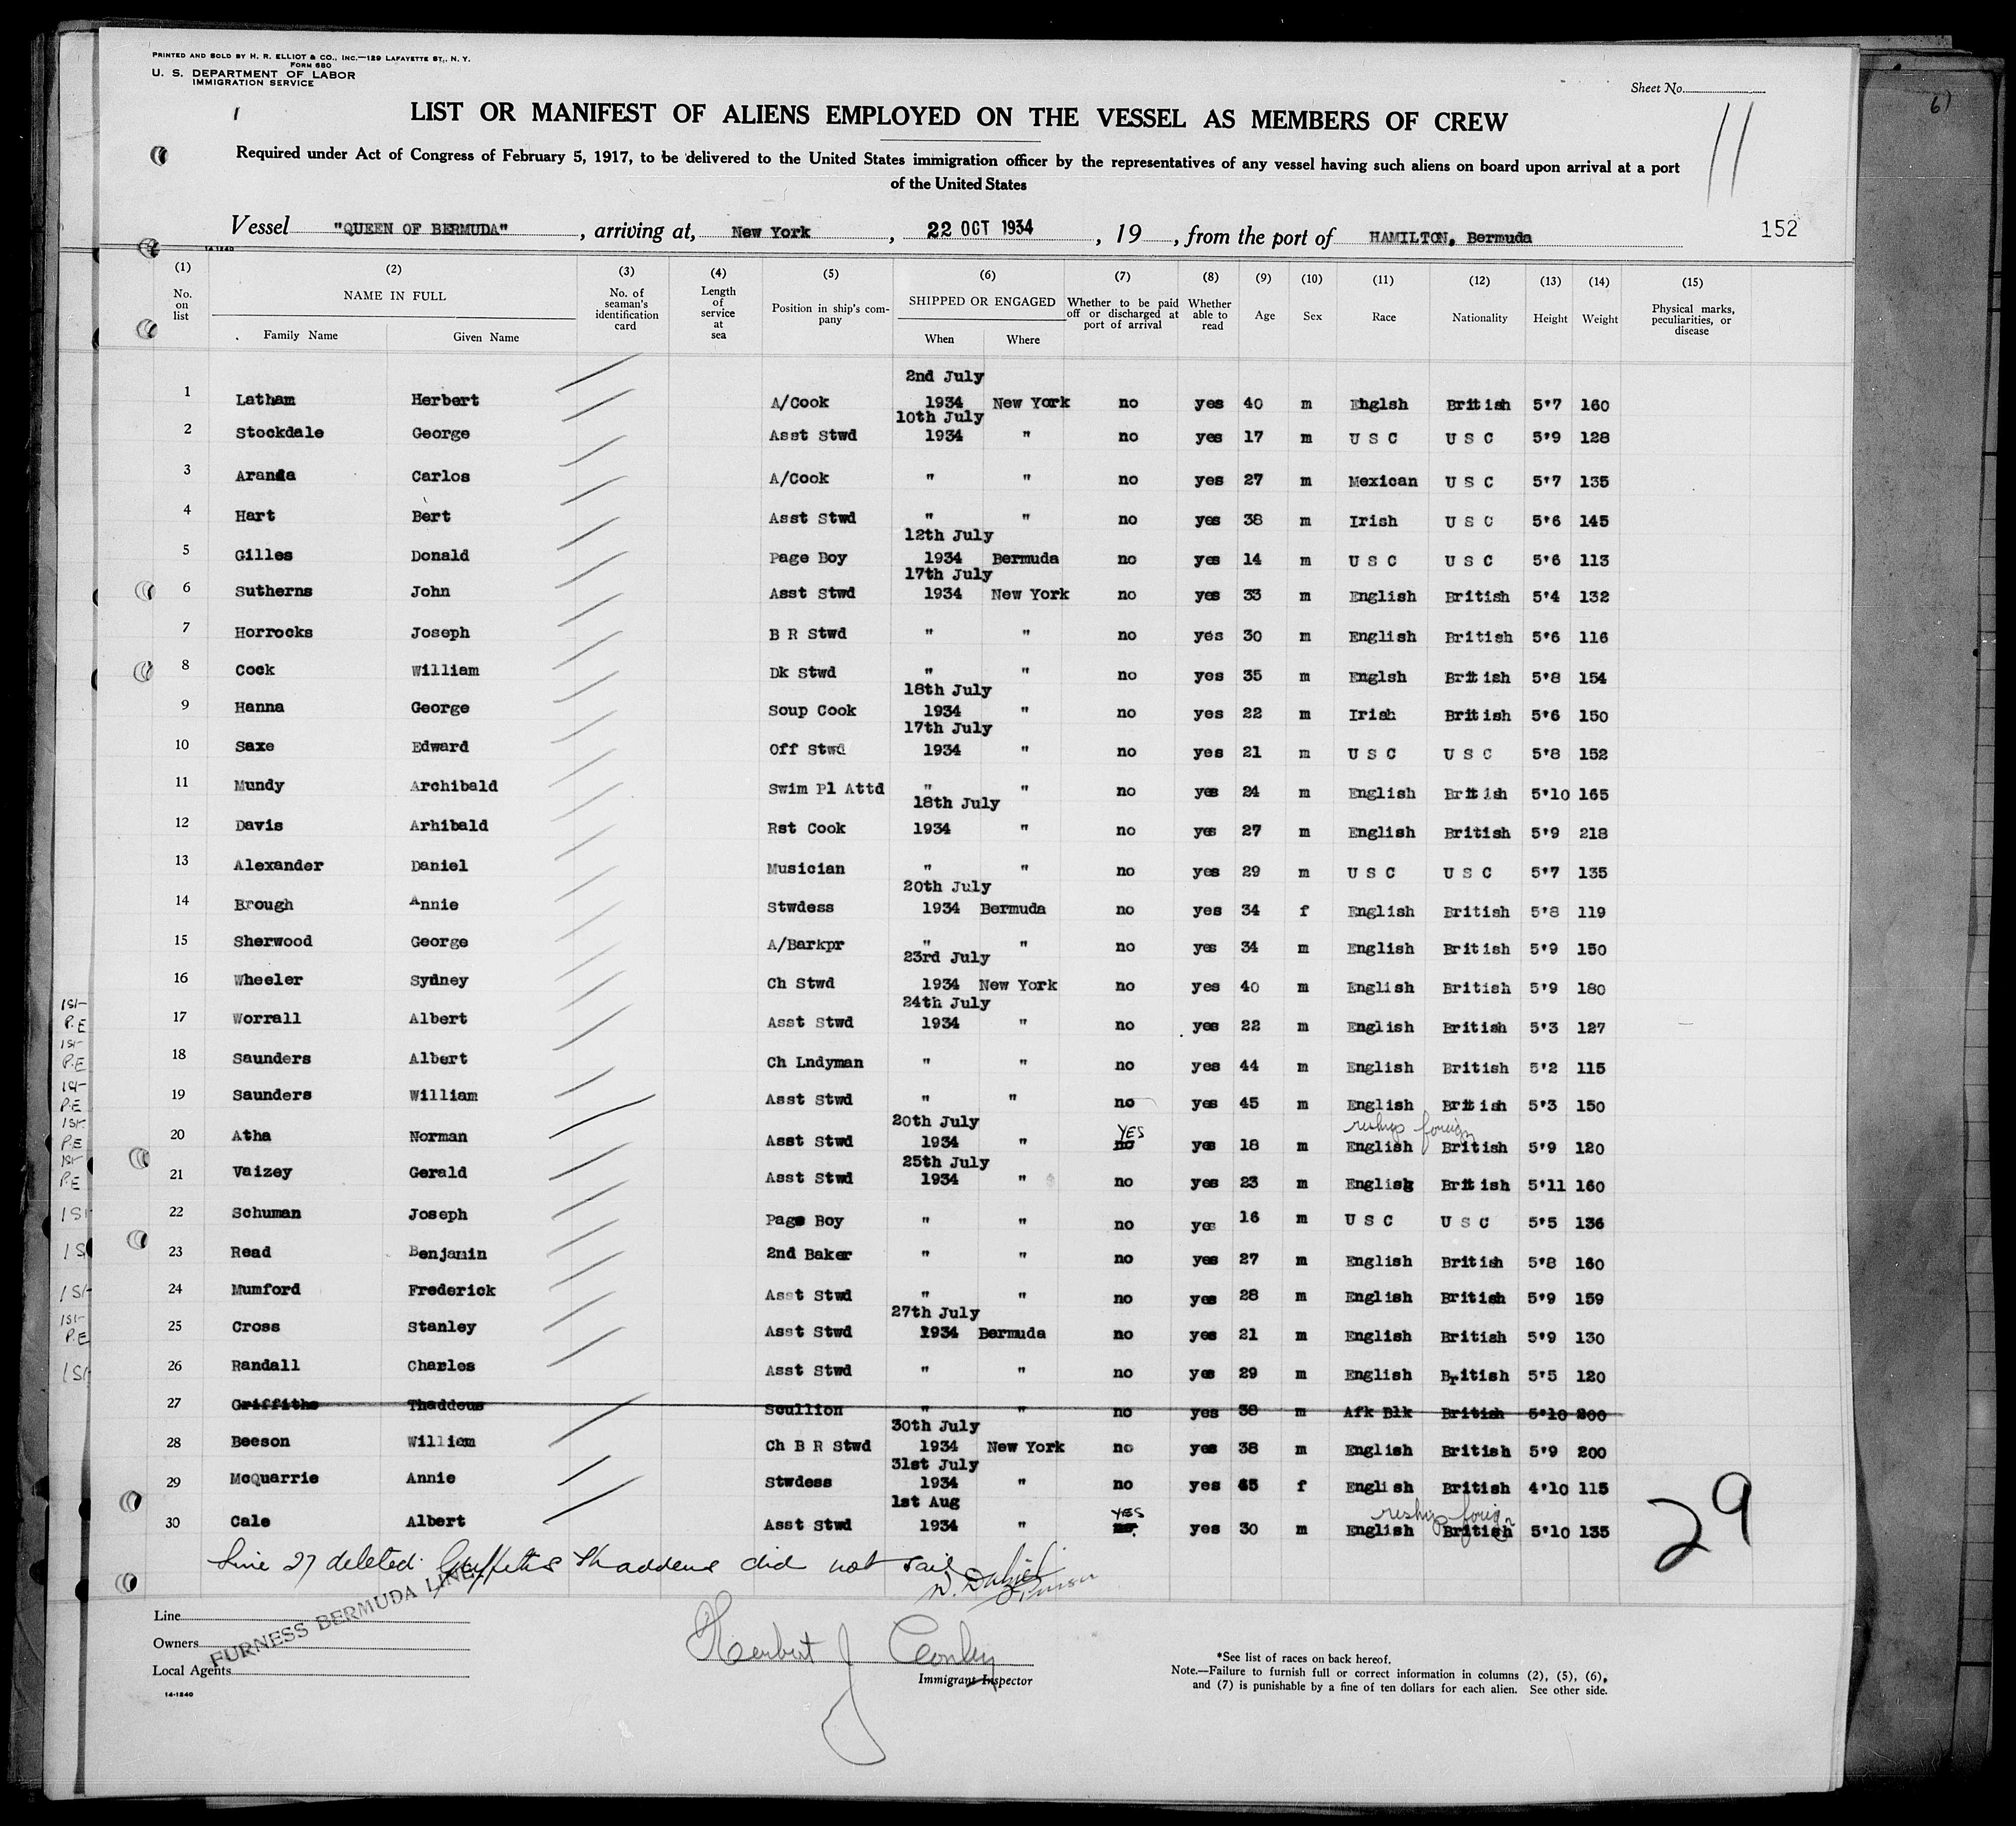 PRINTED AND SOLD BY H. R. ELLIOT & CO., INC.—129 LAFAYETTE ST., N. Y.
FORM 680
U. S. DEPARTMENT OF LABOR
IMMIGRATION SERVICE
Sheet No.
6)
1
11
LIST OR MANIFEST OF ALIENS EMPLOYED ON THE VESSEL AS MEMBERS OF CREW
Required under Act of Congress of February 5, 1917, to be delivered to the United States immigration officer by the representatives of any vessel having such aliens on board upon arrival at a port
of the United States
Vessel "QUEEN OF BERMUDA", arriving at, New York, 22 OCT 1934, 19, from the port of HAMILTON, Bermuda 152
14-1240
(1) (2) (3) (4) (5) (6) (7) (8) (9) (10) (11) (12) (13) (14) (15)
No. on list NAME IN FULL Family Name Given Name No. of seaman's identification card Length of service at sea Position in ship's company SHIPPED OR ENGAGED When Where Whether to be paid off or discharged at port of arrival Whether able to read Age Sex Race Nationality Height Weight Physical marks, peculiarities, or disease
2nd July
1 Latham Herbert A/Cook 1934 New York no yes 40 m Ehglsh British 5'7 160
10th July
2 Stockdale George Asst Stwd 1934 " no yes 17 m U S C U S C 5'9 128
3 Aranda Carlos A/Cook " " no yes 27 m Mexican U S C 5'7 135
4 Hart Bert Asst Stwd " " no yes 38 m Irish U S C 5'6 145
12th July
5 Gilles Donald Page Boy 1934 Bermuda no yes 14 m U S C U S C 5'6 113
17th July
6 Sutherns John Asst Stwd 1934 New York no yes 33 m English British 5'4 132
7 Horrocks Joseph B R Stwd " " no yes 30 m English British 5'6 116
8 Cock William Dk Stwd " " no yes 35 m Englsh British 5'8 154
18th July
9 Hanna George Soup Cook 1934 " no yes 22 m Irish British 5'6 150
17th July
10 Saxe Edward Off Stwd 1934 " no yes 21 m U S C U S C 5'8 152
11 Mundy Archibald Swim Pl Attd " " no yes 24 m English British 5'10 165
18th July
12 Davis Arhibald Rst Cook 1934 " no yes 27 m English British 5'9 218
13 Alexander Daniel Musician " " no yes 29 m U S C U S C 5'7 135
20th July
14 Brough Annie Stwdess 1934 Bermuda no yes 34 f English British 5'8 119
15 Sherwood George A/Barkpr " " no yes 34 m English British 5'9 150
23rd July
16 Wheeler Sydney Ch Stwd 1934 New York no yes 40 m English British 5'9 180
24th July
ISI- P.E 17 Worrall Albert Asst Stwd 1934 " no yes 22 m English British 5'3 127
ISI- P.E 18 Saunders Albert Ch Lndyman " " no yes 44 m English British 5'2 115
ISI- P.E 19 Saunders William Asst Stwd " " no yes 45 m English British 5'3 150
20th July YES reships foreign
ISI- P.E 20 Atha Norman Asst Stwd 1934 " no yes 18 m English British 5'9 120
25th July
ISI- P.E 21 Vaizey Gerald Asst Stwd 1934 " no yes 23 m English British 5'11 160
ISI 22 Schuman Joseph Page Boy " " no yes 16 m U S C U S C 5'5 136
IS 23 Read Benjamin 2nd Baker " " no yes 27 m English British 5'8 160
ISI- 24 Mumford Frederick Asst Stwd " " no yes 28 m English British 5'9 159
27th July
ISI- P.E 25 Cross Stanley Asst Stwd 1934 Bermuda no yes 21 m English British 5'9 130
ISI 26 Randall Charles Asst Stwd " " no yes 29 m English British 5'5 120
27 Griffiths Thaddeus Scullion " " no yes 38 m Afk Blk British 5'10 200
30th July
28 Beeson William Ch B R Stwd 1934 New York no yes 38 m English British 5'9 200
31st July
29 McQuarrie Annie Stwdess 1934 " no yes 45 f English British 4'10 115
1st Aug YES reships foreign
30 Cale Albert Asst Stwd 1934 " no. yes 30 m English British 5'10 135
29
Line 27 deleted. Griffiths Thaddeus did not sail
Purser
Line
Owners
Local Agents
FURNESS BERMUDA LINE
14-1240
Herbert J Conley
Immigrant Inspector
*See list of races on back hereof.
Note.—Failure to furnish full or correct information in columns (2), (5), (6),
and (7) is punishable by a fine of ten dollars for each alien. See other side.